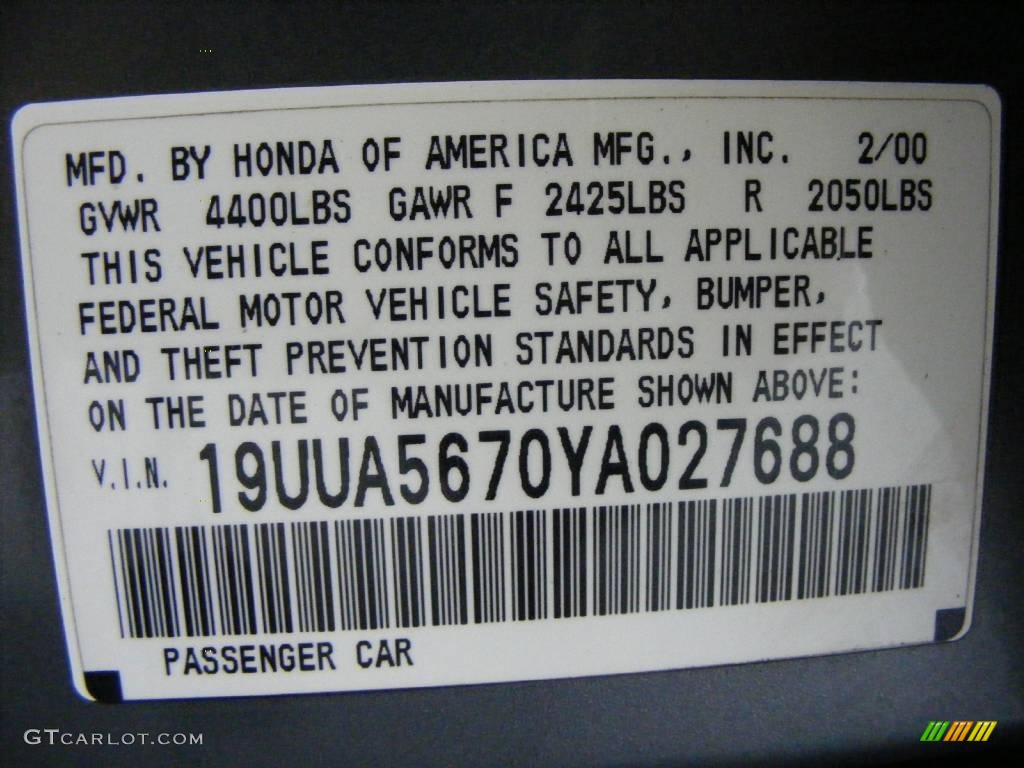 MFD. BY HONDA OF AMERICA MFG., INC. 2/00
GVWR 4400LBS GAWR F 2425LBS R 2050LBS
THIS VEHICLE CONFORMS TO ALL APPLICABLE
FEDERAL MOTOR VEHICLE SAFETY, BUMPER,
AND THEFT PREVENTION STANDARDS IN EFFECT
ON THE DATE OF MANUFACTURE SHOWN ABOVE:
V.I.N. 19UUA5670YA027688
PASSENGER CAR
GTCARLOT.COM